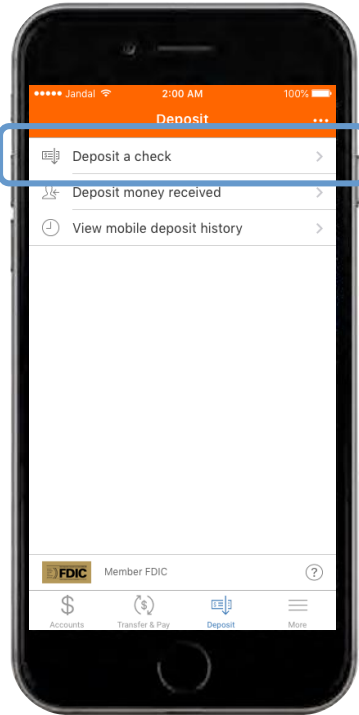 Jandal 2:00 AM 100%
Deposit
Deposit a check
Deposit money received
View mobile deposit history
FDIC Member FDIC ?
$ $
Accounts Transfer & Pay Deposit More